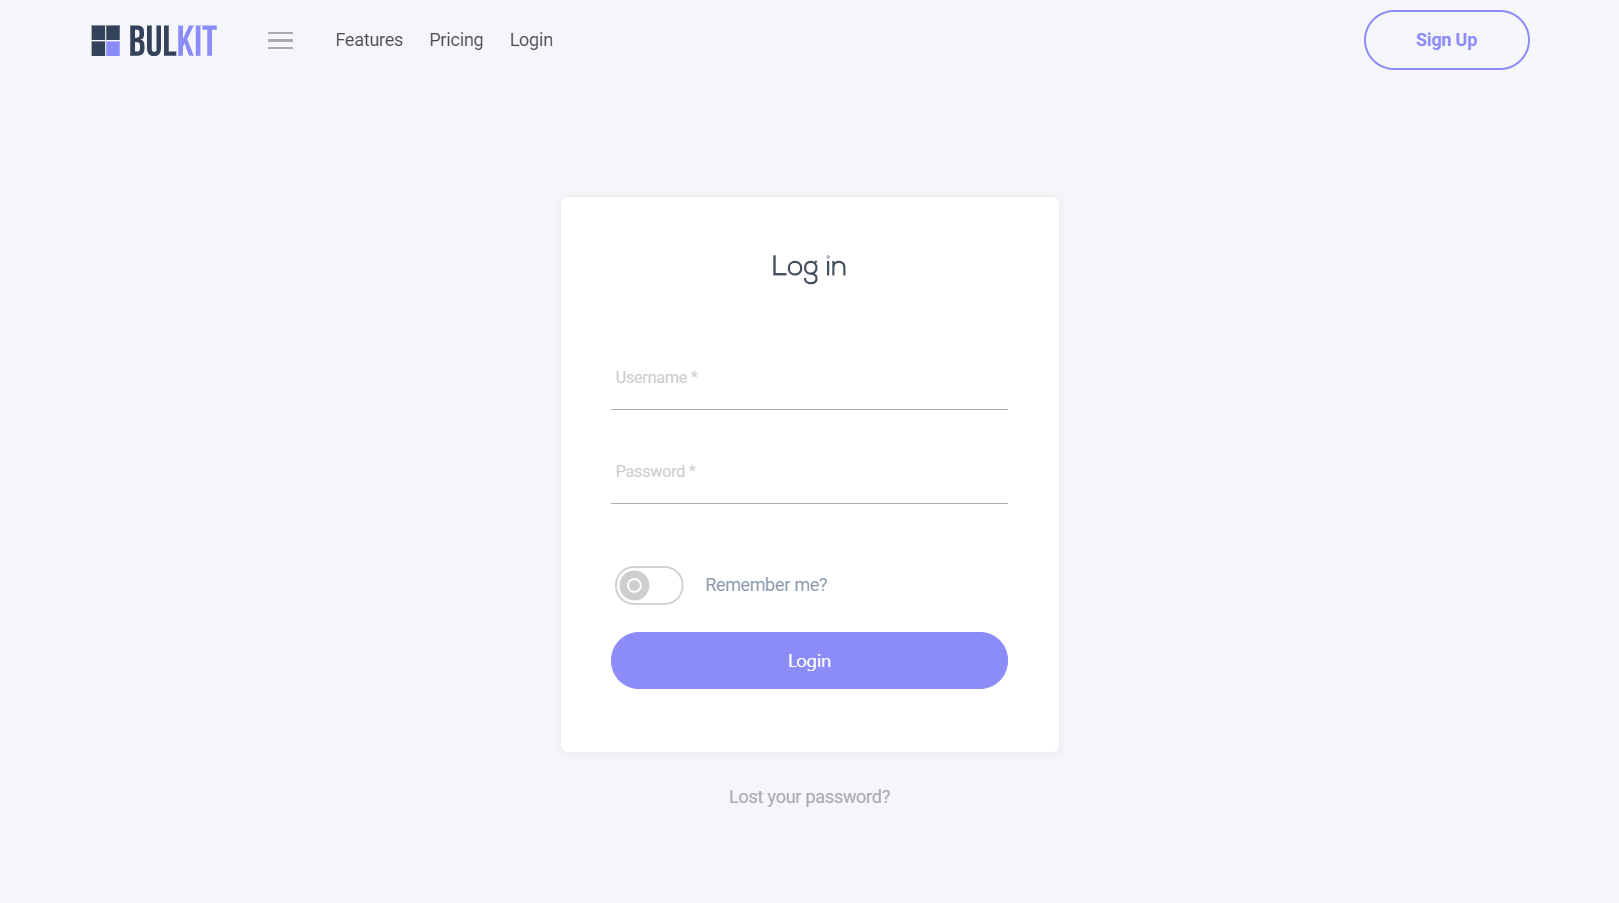 BULKIT
Features Pricing Login
Sign Up
Log in
Username *
Password *
Remember me?
Login
Lost your password?